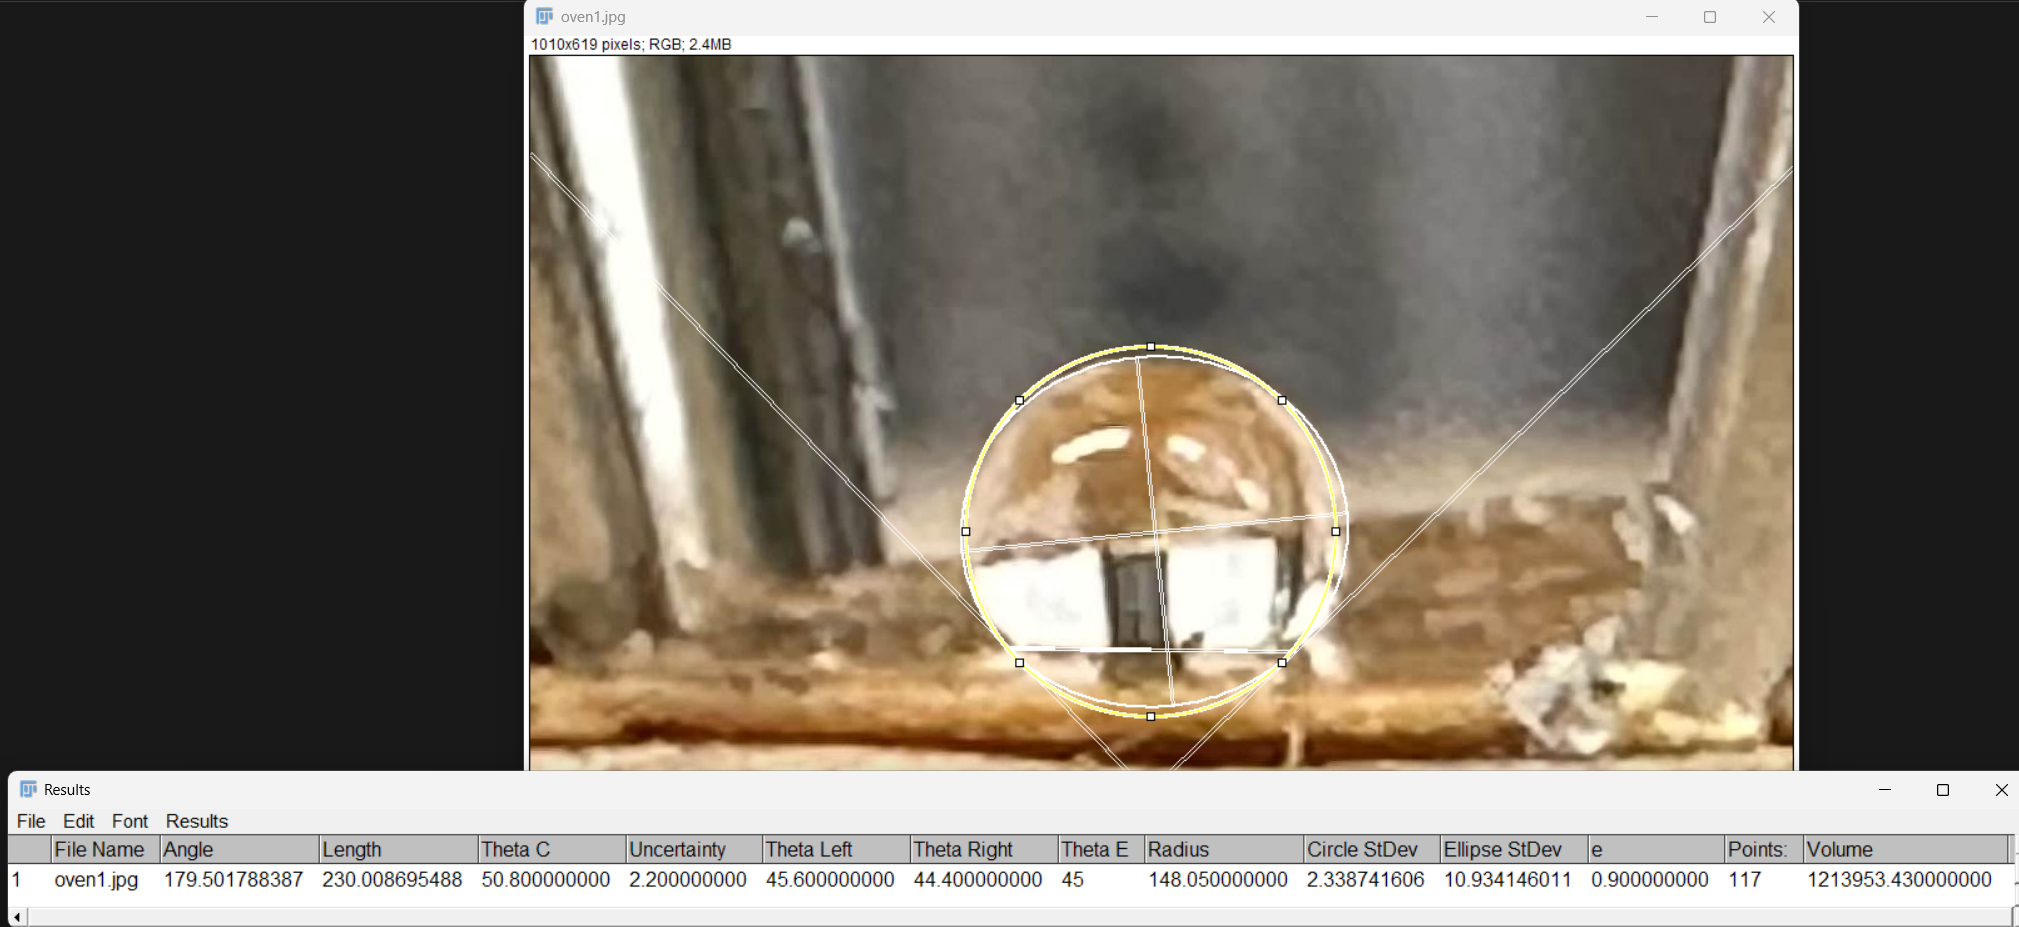 oven1.jpg
1010x619 pixels; RGB; 2.4MB
Results
File Edit Font Results
File Name Angle Length Theta C Uncertainty Theta Left Theta Right Theta E Radius Circle StDev Ellipse StDev e Points: Volume
1 oven1.jpg 179.501788387 230.008695488 50.800000000 2.200000000 45.600000000 44.400000000 45 148.050000000 2.338741606 10.934146011 0.900000000 117 1213953.430000000